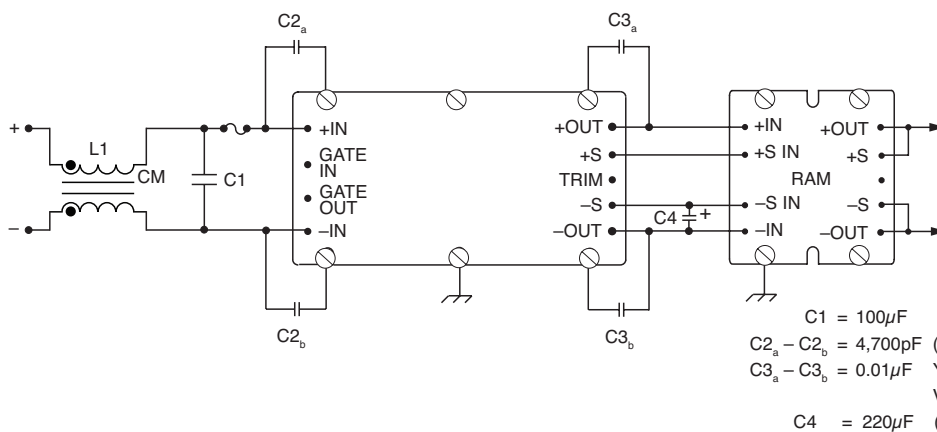 C2a
C3a
+
L1
CM
C1
–
+IN
GATE
IN
GATE
OUT
–IN
+OUT
+S
TRIM
–S
–OUT
C4
+
+IN
+S IN
RAM
–S IN
–IN
+OUT
+S
–S
–OUT
C2b
C3b
C1 = 100µF
C2a – C2b = 4,700pF (
C3a – C3b = 0.01µF
C4 = 220µF (